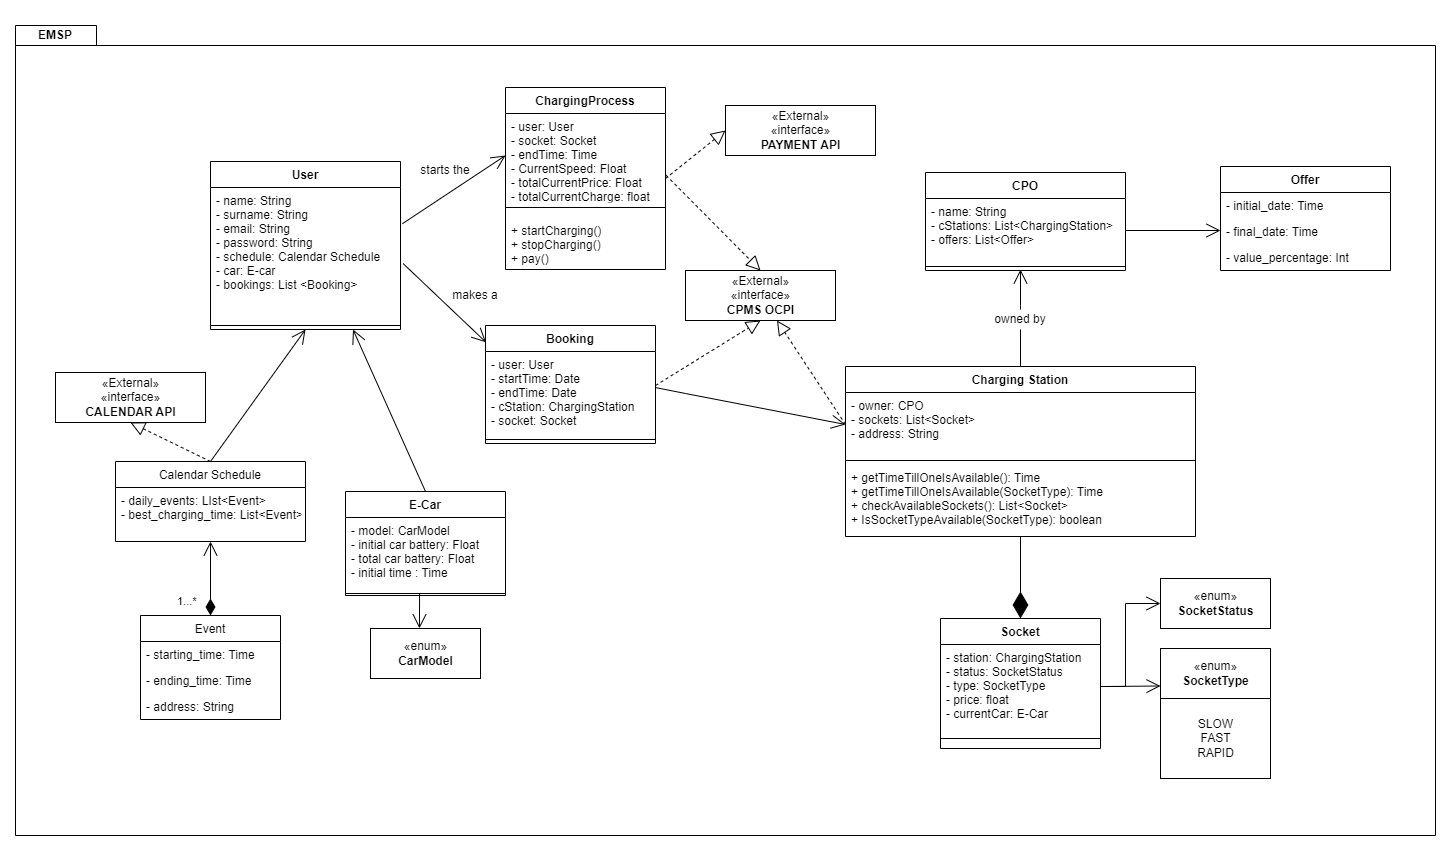 EMSP
ChargingProcess
- user: User
- socket: Socket
- endTime: Time
- CurrentSpeed: Float
- totalCurrentPrice: Float
- totalCurrentCharge: float
+ startCharging()
+ stopCharging()
+ pay()
«External»
«interface»
PAYMENT API
User
- name: String
- surname: String
- email: String
- password: String
- schedule: Calendar Schedule
- car: E-car
- bookings: List <Booking>
starts the
makes a
CPO
- name: String
- cStations: List<ChargingStation>
- offers: List<Offer>
Offer
- initial_date: Time
- final_date: Time
- value_percentage: Int
«External»
«interface»
CPMS OCPI
owned by
Booking
- user: User
- startTime: Date
- endTime: Date
- cStation: ChargingStation
- socket: Socket
Charging Station
- owner: CPO
- sockets: List<Socket>
- address: String
+ getTimeTillOneIsAvailable(): Time
+ getTimeTillOneIsAvailable(SocketType): Time
+ checkAvailableSockets(): List<Socket>
+ IsSocketTypeAvailable(SocketType): boolean
«External»
«interface»
CALENDAR API
Calendar Schedule
- daily_events: LIst<Event>
- best_charging_time: List<Event>
E-Car
- model: CarModel
- initial car battery: Float
- total car battery: Float
- initial time : Time
1...*
Event
- starting_time: Time
- ending_time: Time
- address: String
«enum»
CarModel
Socket
- station: ChargingStation
- status: SocketStatus
- type: SocketType
- price: float
- currentCar: E-Car
«enum»
SocketStatus
«enum»
SocketType
SLOW
FAST
RAPID